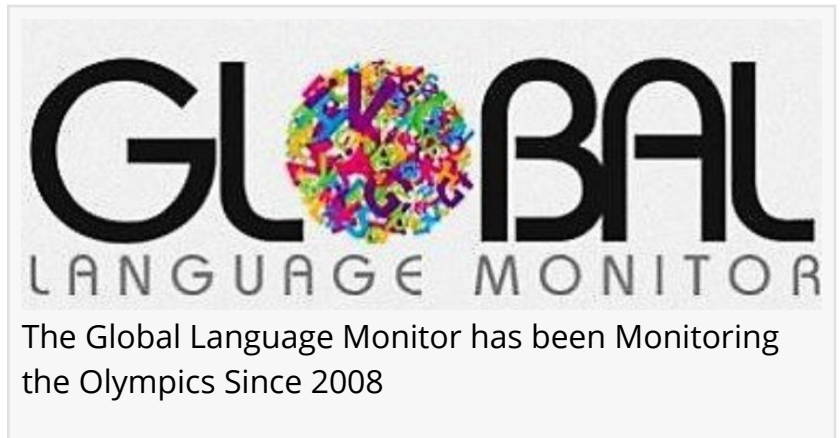 GLOBAL
LANGUAGE MONITOR
The Global Language Monitor has been Monitoring
the Olympics Since 2008